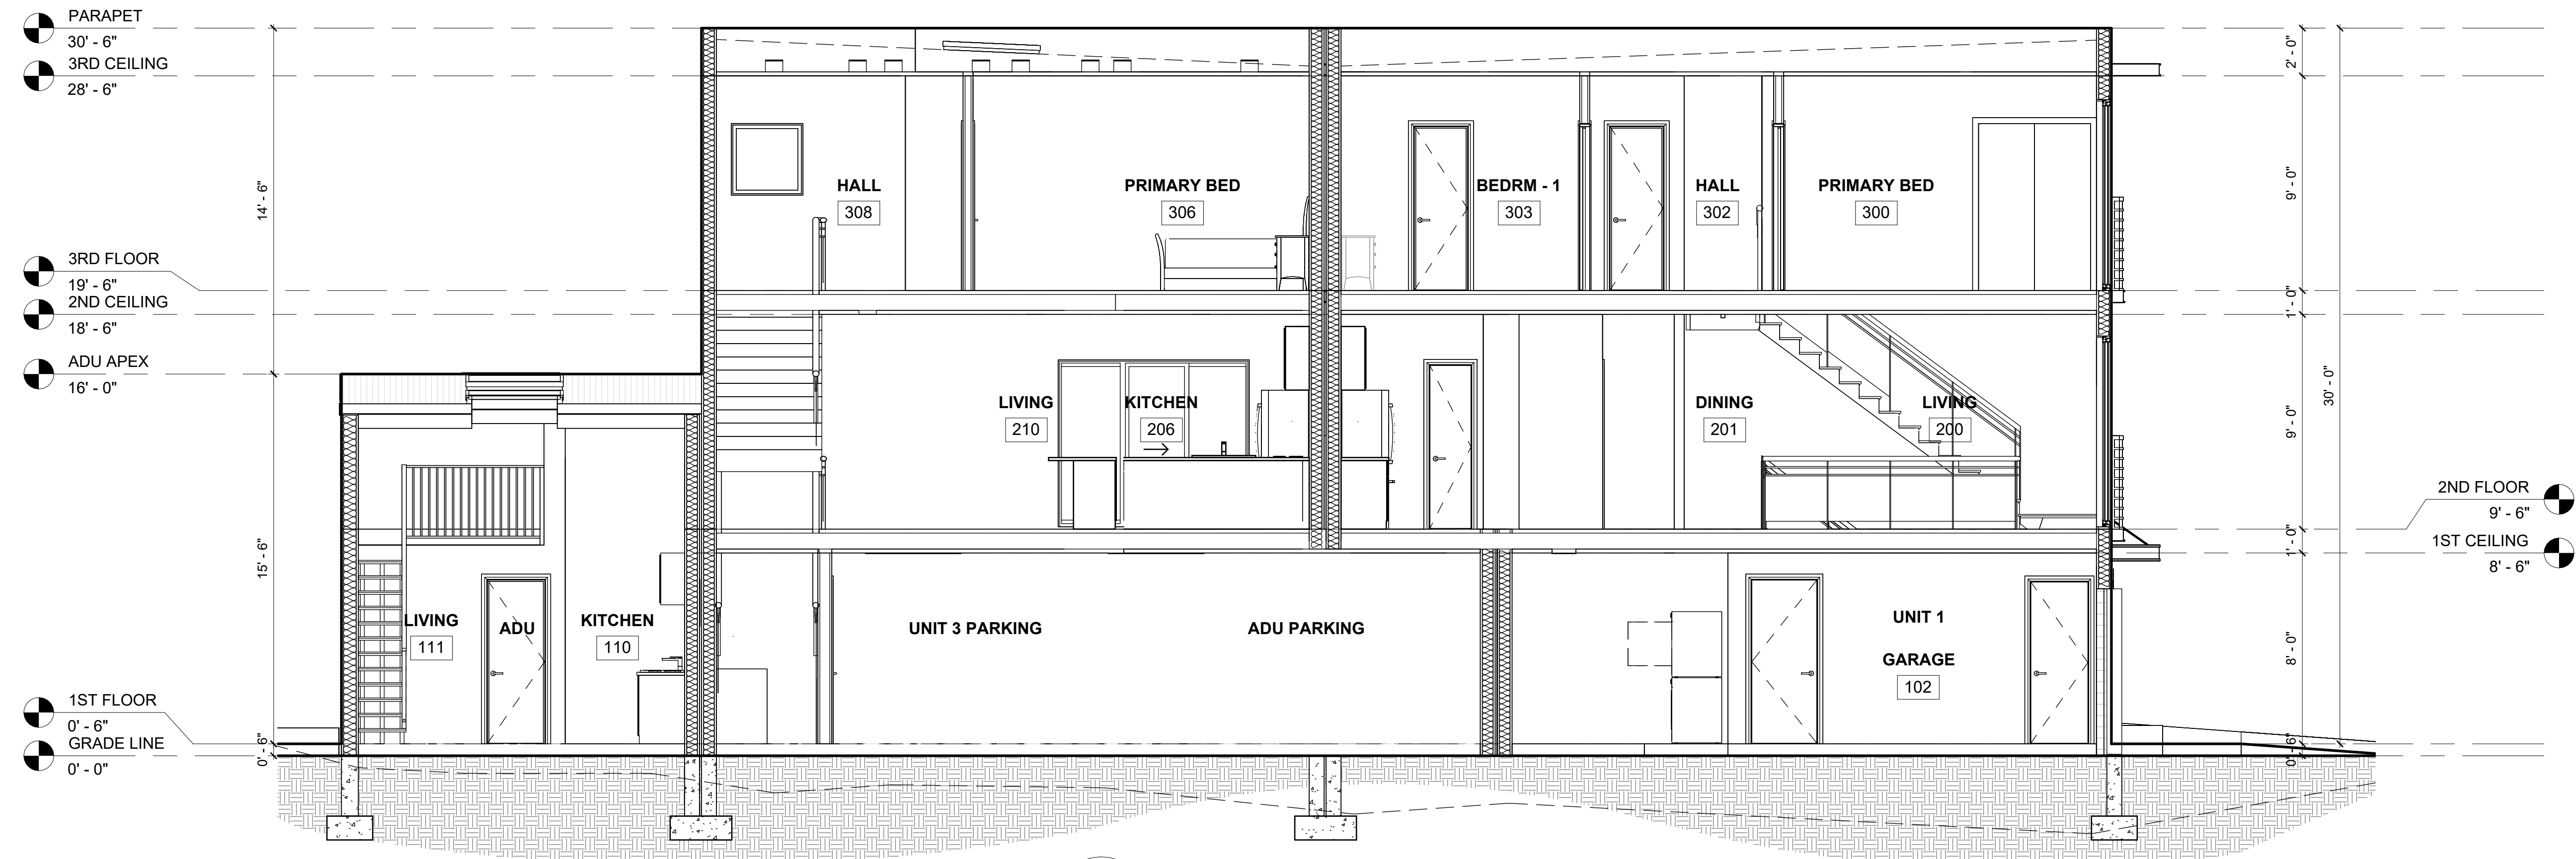 PARAPET
30' - 6"
3RD CEILING
28' - 6"
3RD FLOOR
19' - 6"
2ND CEILING
18' - 6"
ADU APEX
16' - 0"
1ST FLOOR
0' - 6"
GRADE LINE
0' - 0"
14' - 6"
15' - 6"
0' - 6"
HALL
308
PRIMARY BED
306
BEDRM - 1
303
HALL
302
PRIMARY BED
300
LIVING
210
KITCHEN
206
DINING
201
LIVING
200
LIVING
111
ADU
KITCHEN
110
UNIT 3 PARKING
ADU PARKING
UNIT 1
GARAGE
102
2' - 0"
9' - 0"
1' - 0"
9' - 0"
1' - 0"
8' - 0"
0' - 6"
30' - 0"
2ND FLOOR
9' - 6"
1ST CEILING
8' - 6"